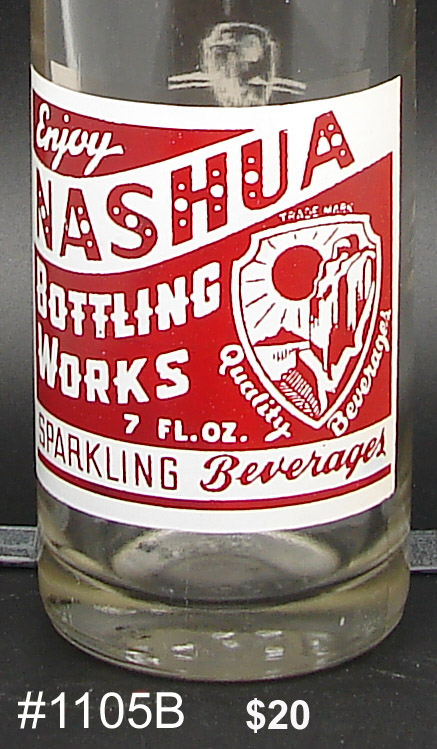 Enjoy
NASHUA
TRADE MARK
BOTTLING
WORKS
Quality Beverages
7 FL. OZ.
SPARKLING Beverages
#1105B $20